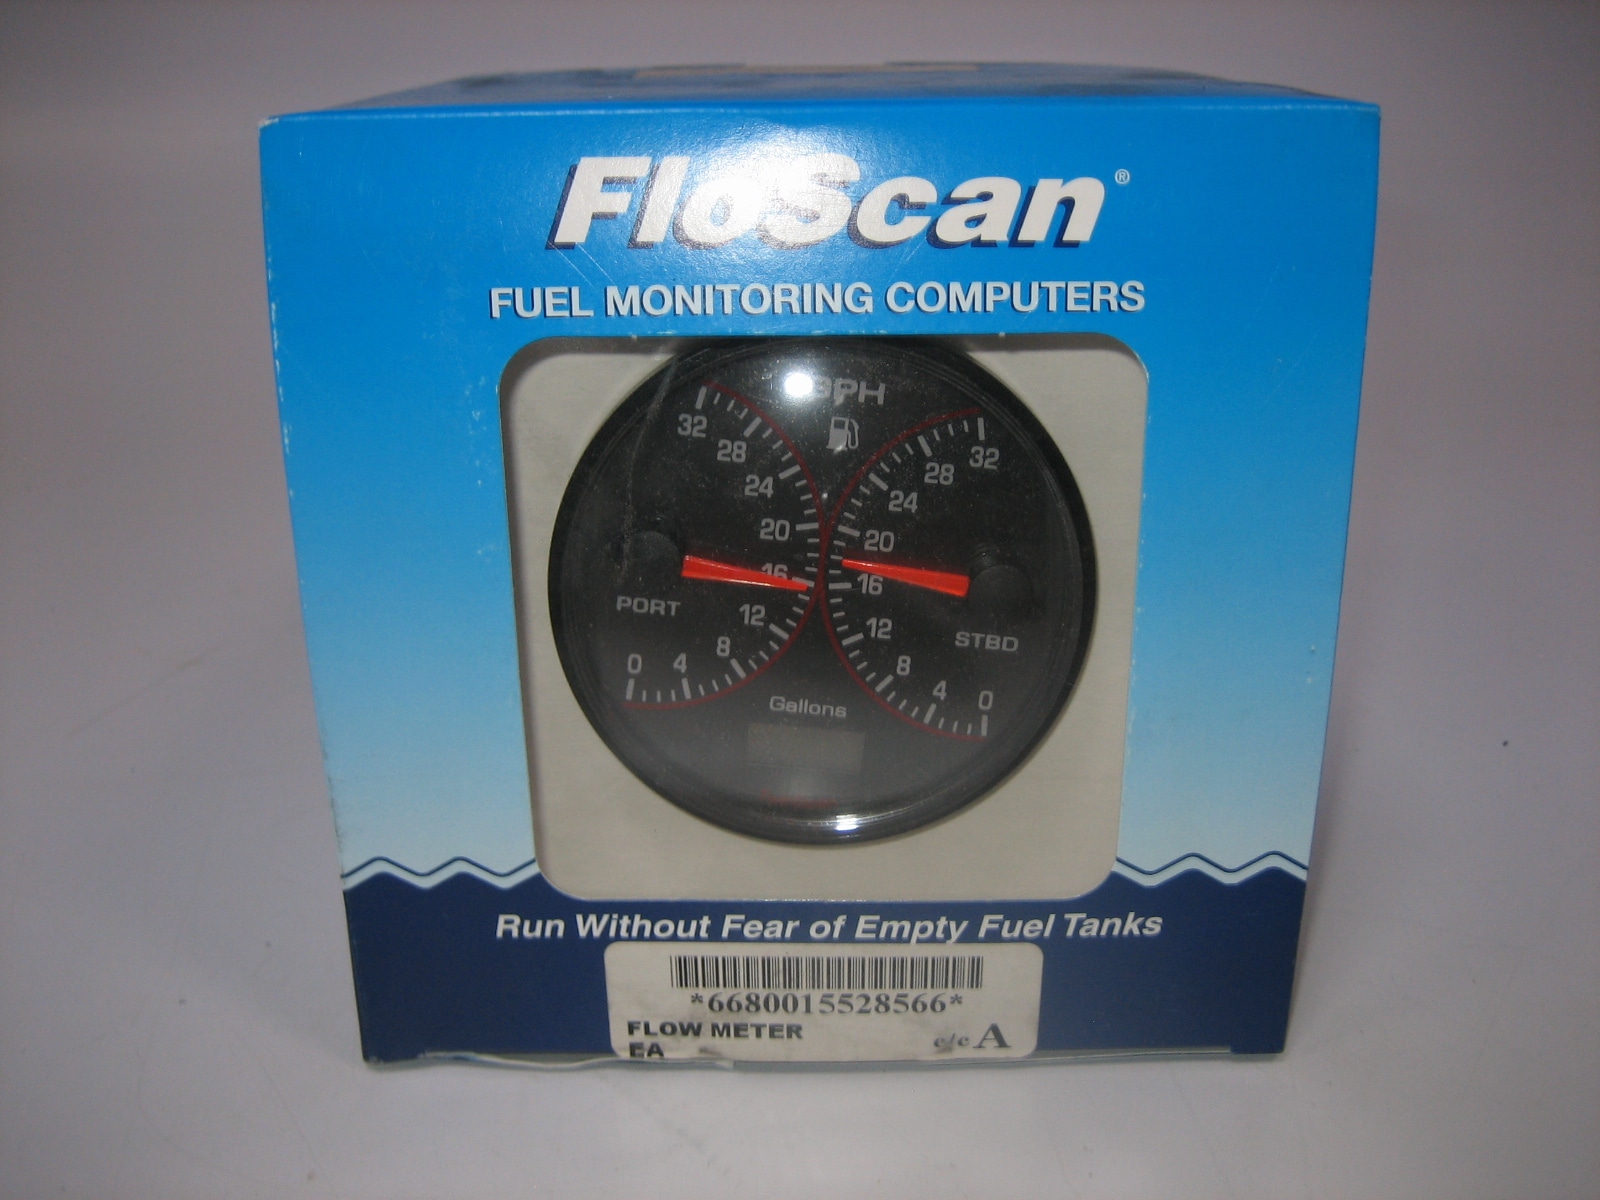 FloScan®
FUEL MONITORING COMPUTERS
GPH
32
28
24
20
16
12
8
4
0
PORT
32
28
24
20
16
12
8
4
0
STBD
Gallons
Run Without Fear of Empty Fuel Tanks
*6680015528566*
FLOW METER
EA c/c A